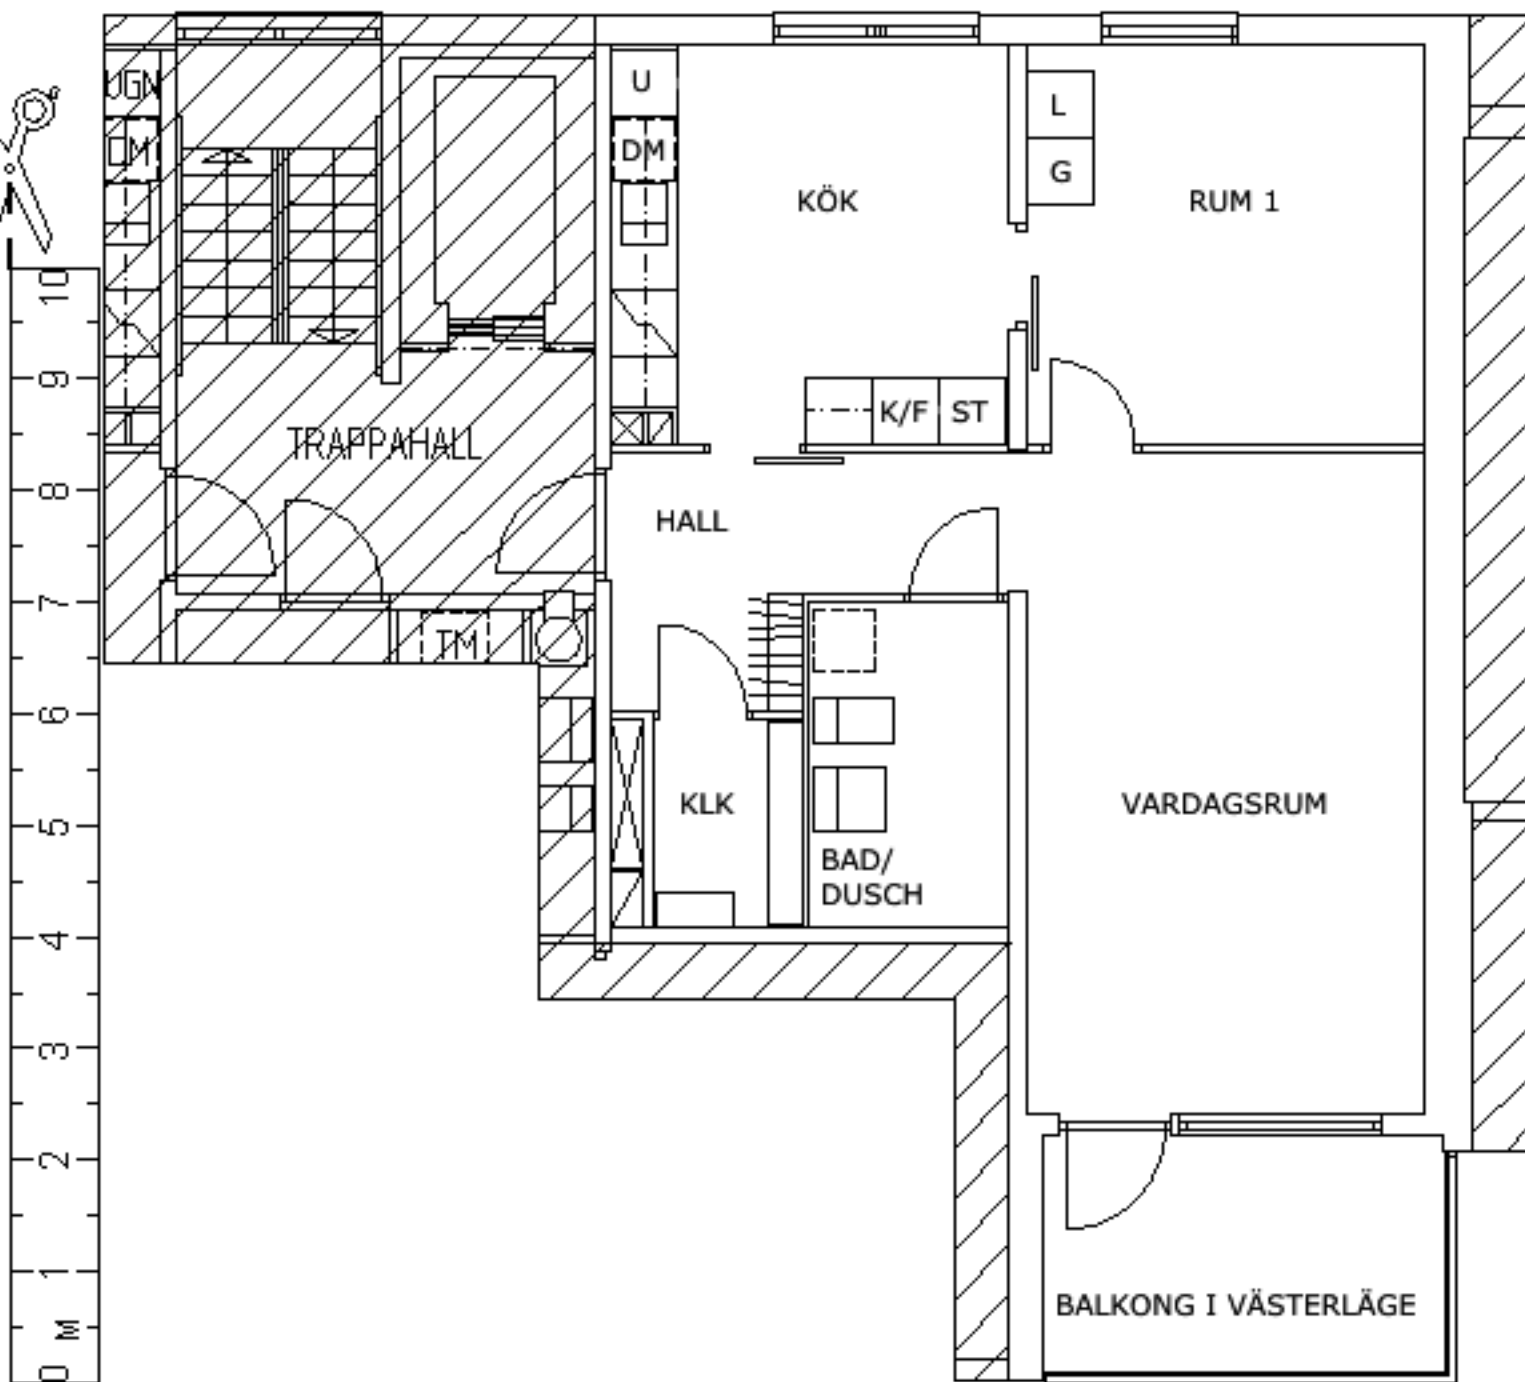 UGN
DM
U
DM
L
G
KÖK
RUM 1
K/F
ST
TRAPPAHALL
HALL
TM
KLK
VARDAGSRUM
BAD/
DUSCH
BALKONG I VÄSTERLÄGE
10
9
8
7
6
5
4
3
2
1
M
0